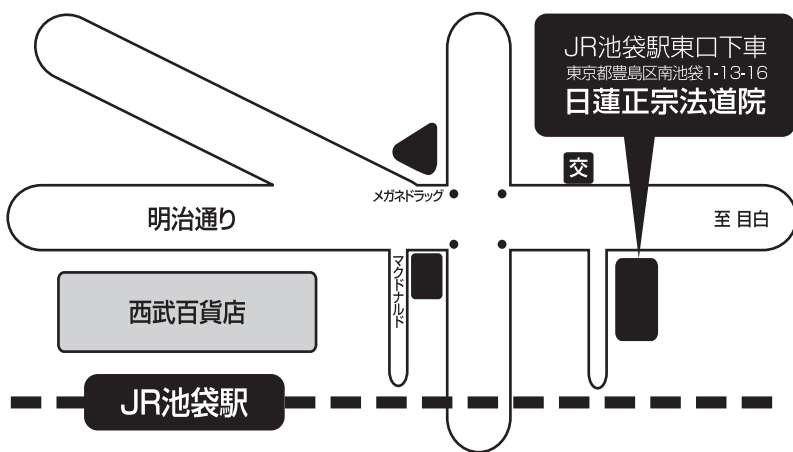 JR池袋駅東口下車
東京都豊島区南池袋1-13-16
日蓮正宗法道院
交
メガネドラッグ
明治通り
至 目白
マクドナルド
西武百貨店
JR池袋駅